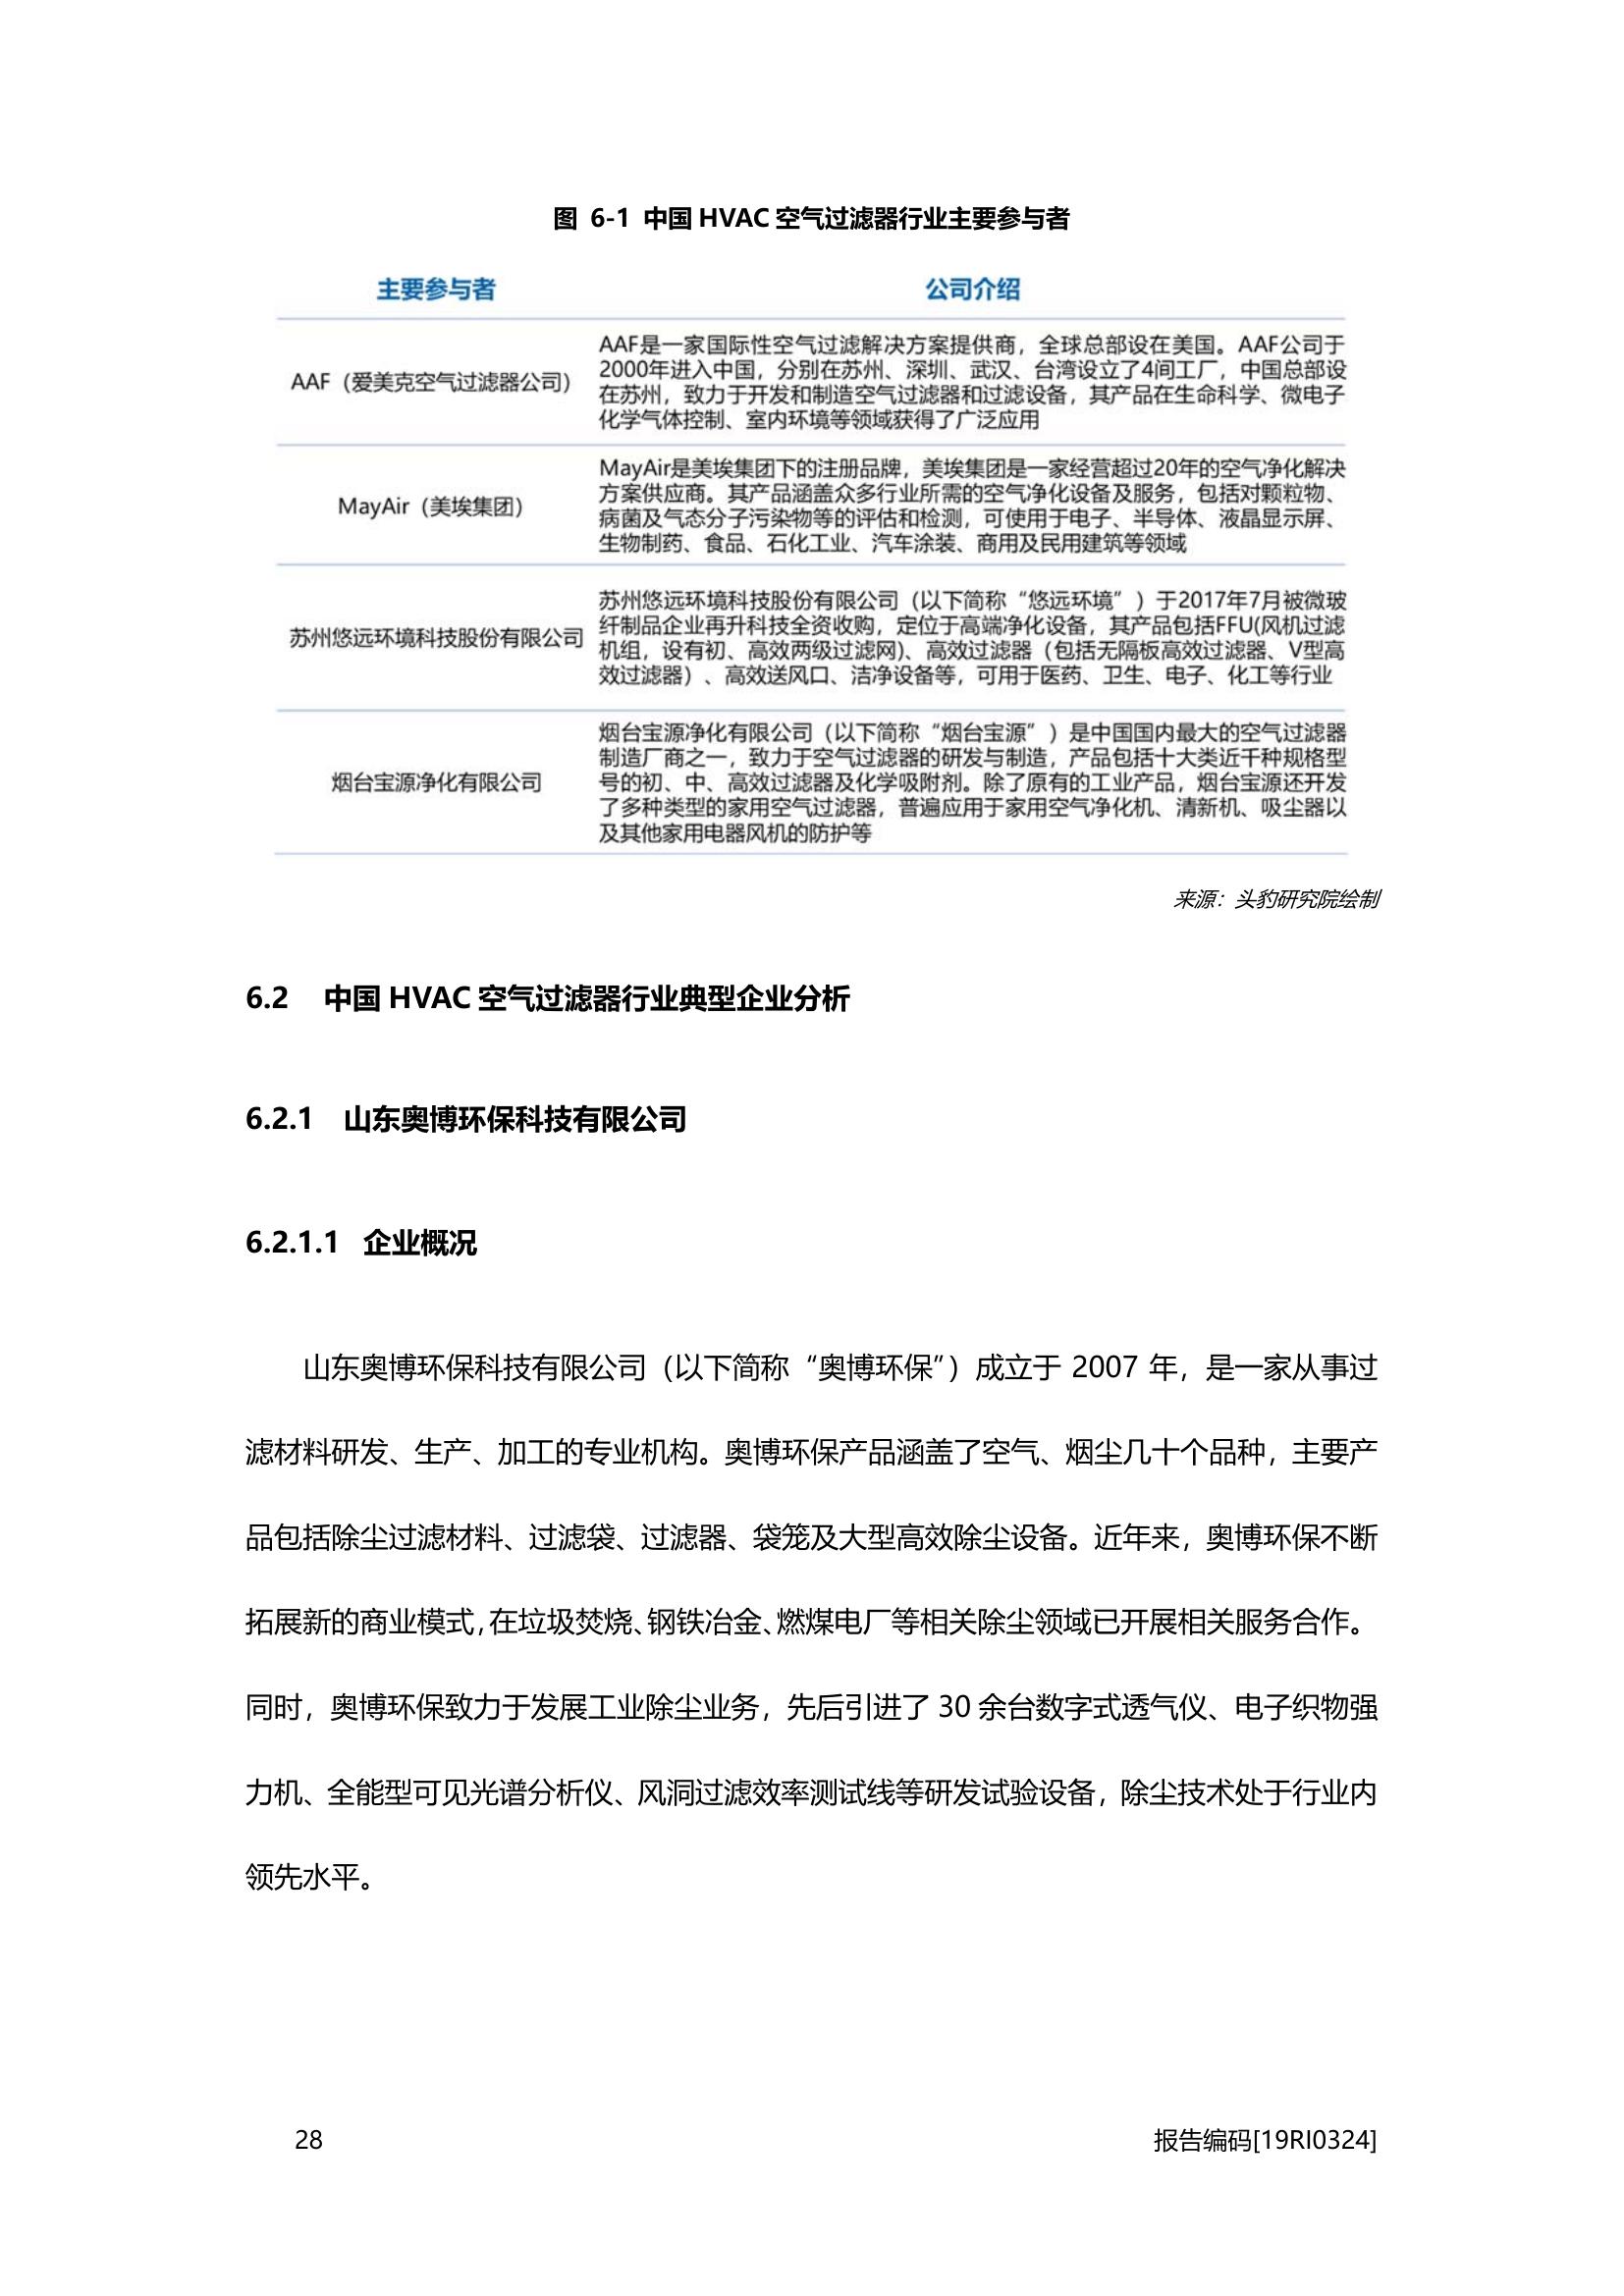 图 6-1 中国 HVAC 空气过滤器行业主要参与者
主要参与者 公司介绍
AAF（爱美克空气过滤器公司）
AAF是一家国际性空气过滤解决方案提供商，全球总部设在美国。AAF公司于
2000年进入中国，分别在苏州、深圳、武汉、台湾设立了4间工厂，中国总部设
在苏州，致力于开发和制造空气过滤器和过滤设备，其产品在生命科学、微电子
化学气体控制、室内环境等领域获得了广泛应用
MayAir（美埃集团）
MayAir是美埃集团下的注册品牌，美埃集团是一家经营超过20年的空气净化解决
方案供应商。其产品涵盖众多行业所需的空气净化设备及服务，包括对颗粒物、
病菌及气态分子污染物等的评估和检测，可使用于电子、半导体、液晶显示屏、
生物制药、食品、石化工业、汽车涂装、商用及民用建筑等领域
苏州悠远环境科技股份有限公司
苏州悠远环境科技股份有限公司（以下简称“悠远环境”）于2017年7月被微玻
纤制品企业再升科技全资收购，定位于高端净化设备，其产品包括FFU(风机过滤
机组，设有初、高效两级过滤网)、高效过滤器（包括无隔板高效过滤器、V型高
效过滤器）、高效送风口、洁净设备等，可用于医药、卫生、电子、化工等行业
烟台宝源净化有限公司
烟台宝源净化有限公司（以下简称“烟台宝源”）是中国国内最大的空气过滤器
制造厂商之一，致力于空气过滤器的研发与制造，产品包括十大类近千种规格型
号的初、中、高效过滤器及化学吸附剂。除了原有的工业产品，烟台宝源还开发
了多种类型的家用空气过滤器，普遍应用于家用空气净化机、清新机、吸尘器以
及其他家用电器风机的防护等
来源：头豹研究院绘制
6.2 中国 HVAC 空气过滤器行业典型企业分析
6.2.1 山东奥博环保科技有限公司
6.2.1.1 企业概况
山东奥博环保科技有限公司（以下简称“奥博环保”）成立于 2007 年，是一家从事过
滤材料研发、生产、加工的专业机构。奥博环保产品涵盖了空气、烟尘几十个品种，主要产
品包括除尘过滤材料、过滤袋、过滤器、袋笼及大型高效除尘设备。近年来，奥博环保不断
拓展新的商业模式，在垃圾焚烧、钢铁冶金、燃煤电厂等相关除尘领域已开展相关服务合作。
同时，奥博环保致力于发展工业除尘业务，先后引进了 30 余台数字式透气仪、电子织物强
力机、全能型可见光谱分析仪、风洞过滤效率测试线等研发试验设备，除尘技术处于行业内
领先水平。
28 报告编码[19RI0324]